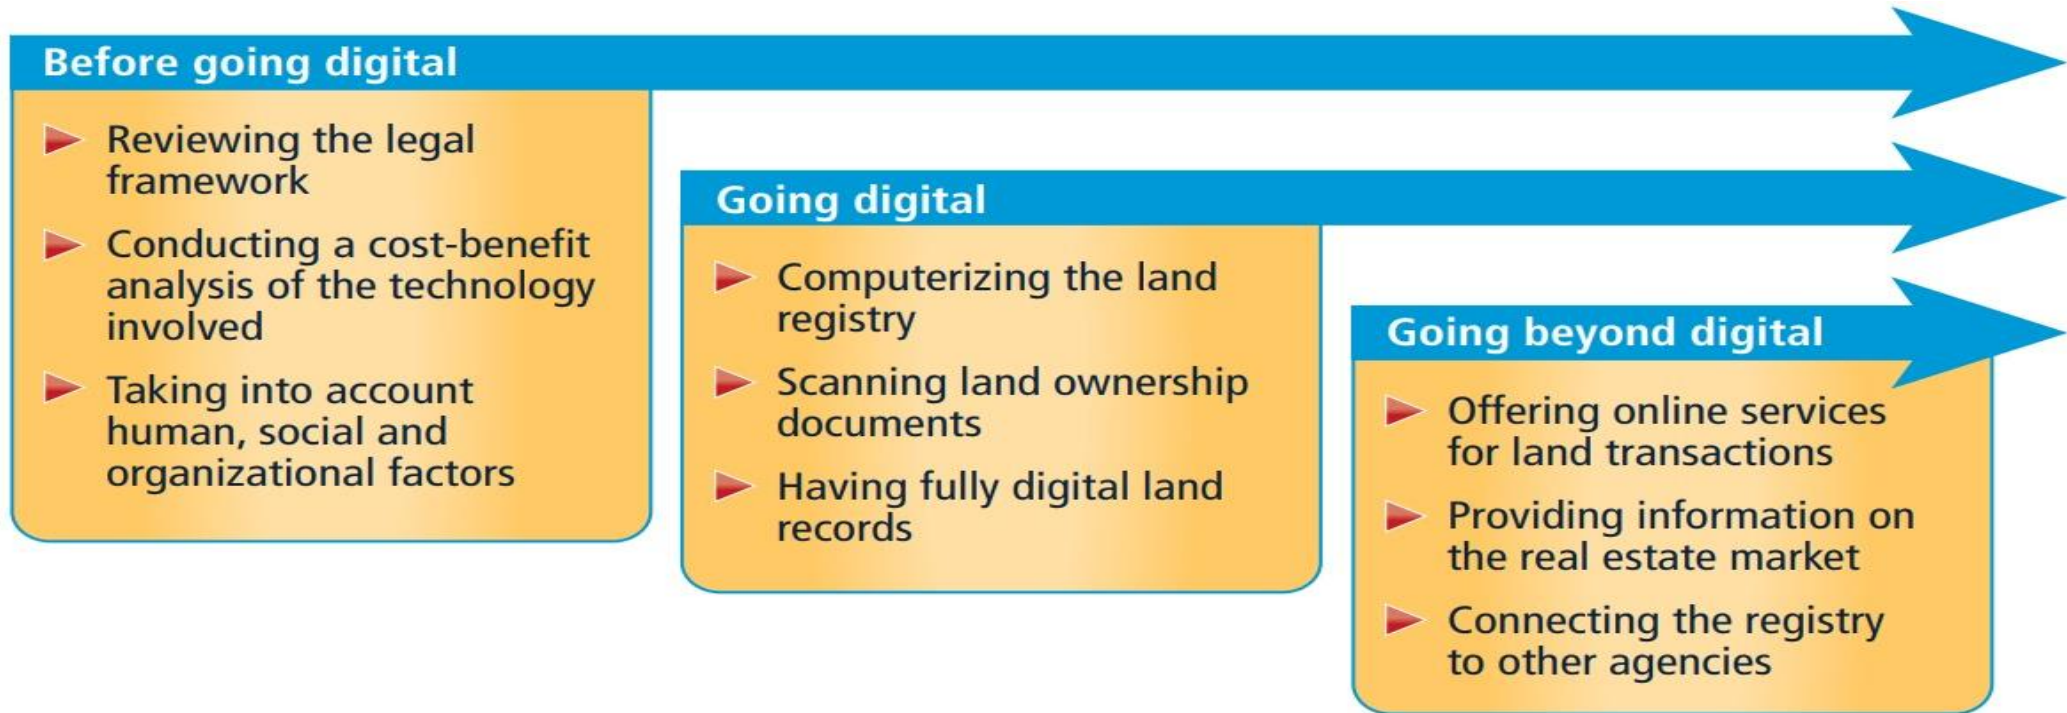 Before going digital
Reviewing the legal
framework
Conducting a cost-benefit
analysis of the technology
involved
Taking into account
human, social and
organizational factors
Going digital
Computerizing the land
registry
Scanning land ownership
documents
Having fully digital land
records
Going beyond digital
Offering online services
for land transactions
Providing information on
the real estate market
Connecting the registry
to other agencies